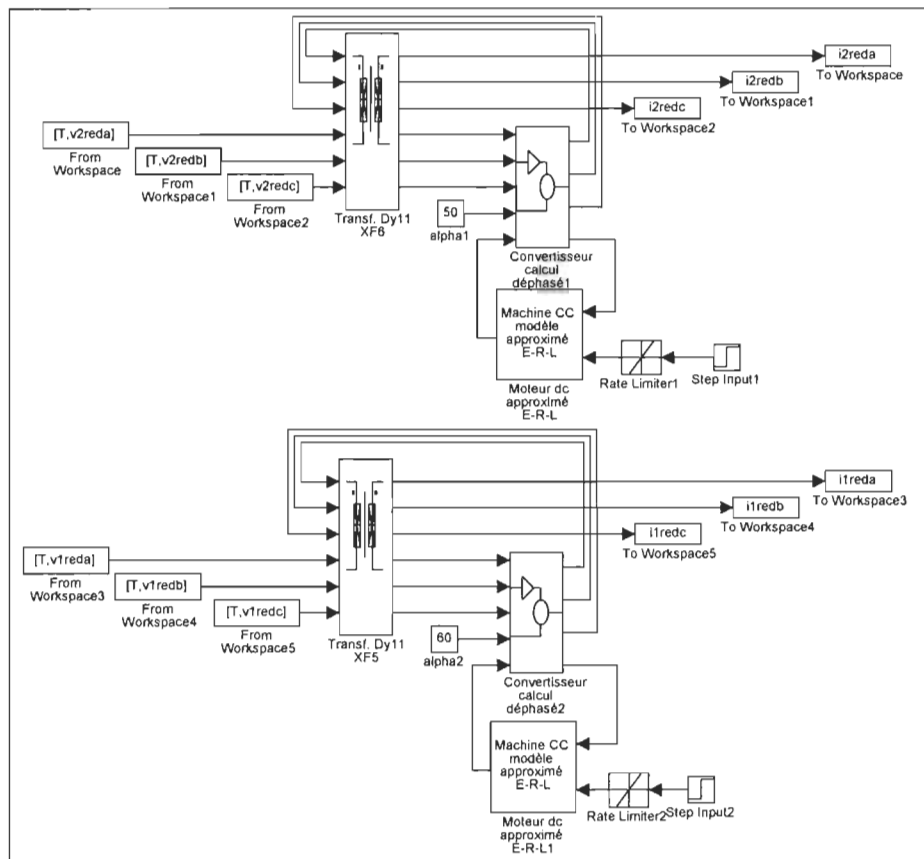 i2reda
To Workspace
i2redb
To Workspace1
i2redc
To Workspace2
[T,v2reda]
From
Workspace
[T,v2redb]
From
Workspace1
[T,v2redc]
From
Workspace2
Transf. Dy11
XF6
50
alpha1
Convertisseur
calcul
déphasé1
Machine CC
modèle
approximé
E-R-L
Moteur dc
approximé
E-R-L
Rate Limiter1
Step Input1
i1reda
To Workspace3
i1redb
To Workspace4
i1redc
To Workspace5
[T,v1reda]
From
Workspace3
[T,v1redb]
From
Workspace4
[T,v1redc]
From
Workspace5
Transf. Dy11
XF5
60
alpha2
Convertisseur
calcul
déphasé2
Machine CC
modèle
approximé
E-R-L
Moteur dc
approximé
E-R-L1
Rate Limiter2
Step Input2